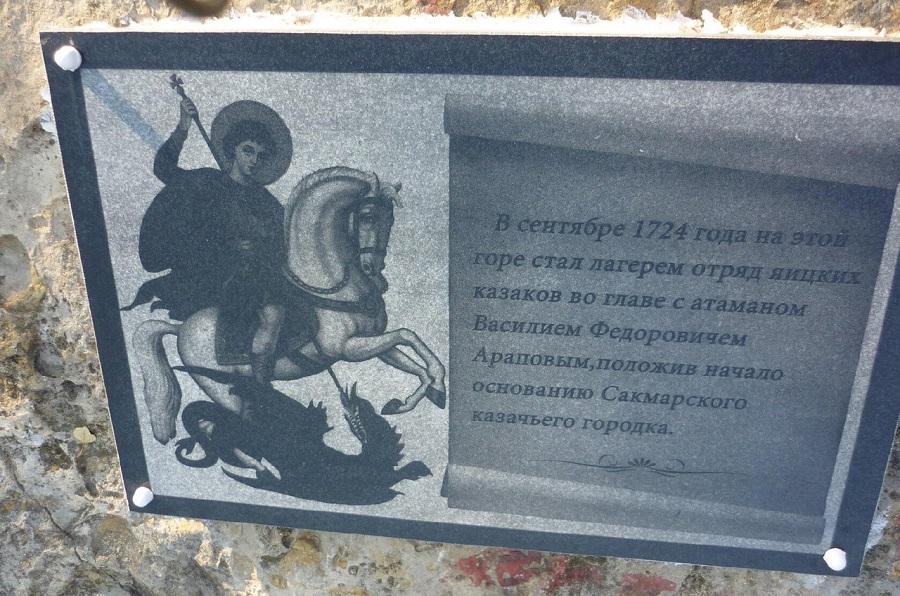 В сентябре 1724 года на этой
горе стал лагерем отряд яицких
казаков во главе с атаманом
Василием Федоровичем
Араповым,положив начало
основанию Сакмарского
казачьего городка.